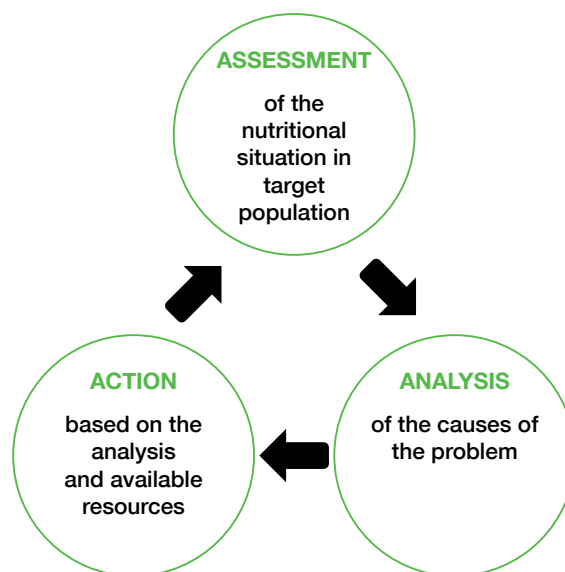 ASSESSMENT
of the
nutritional
situation in
target
population
ACTION
based on the
analysis
and available
resources
ANALYSIS
of the causes of
the problem